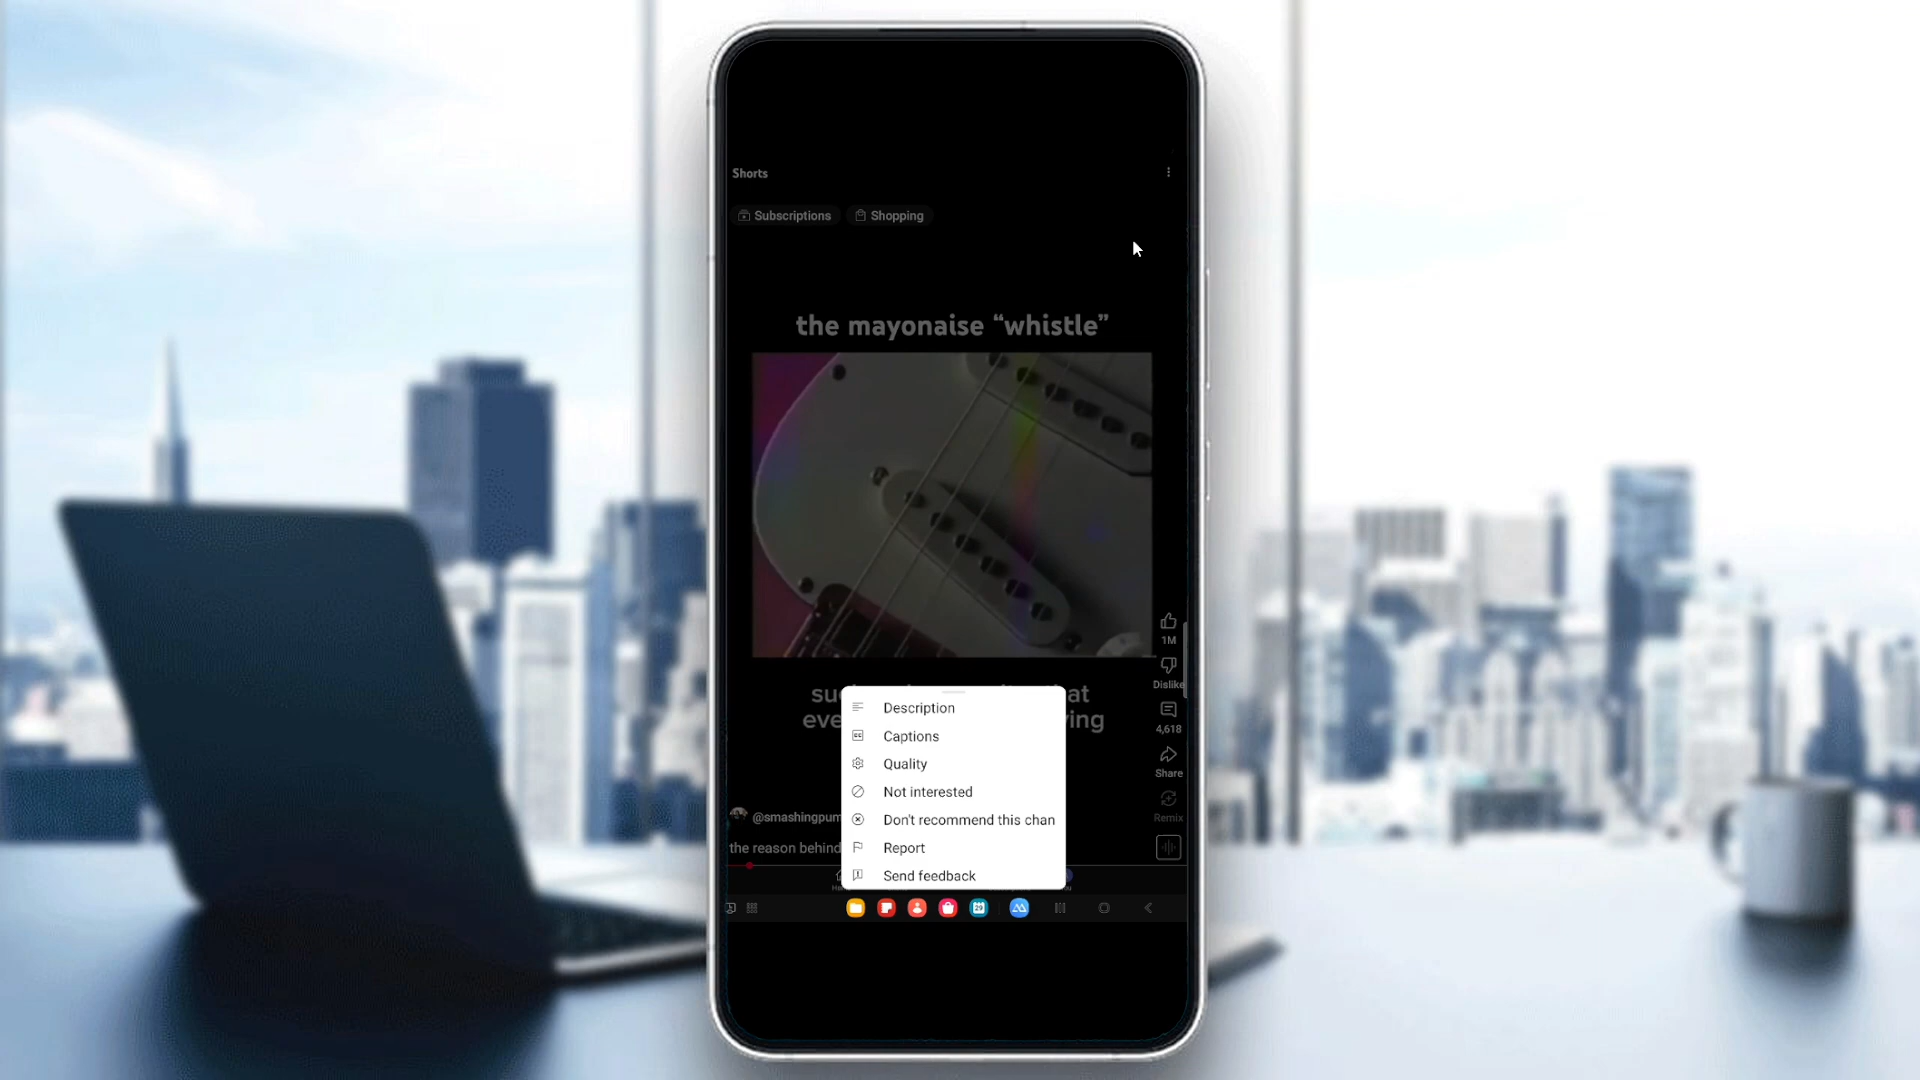 Shorts
Subscriptions
Shopping
the mayonaise “whistle”
1M
Dislike
4,618
Share
Remix
Description
Captions
Quality
Not interested
Don't recommend this chan
Report
Send feedback
@smashingpum
the reason behind
29